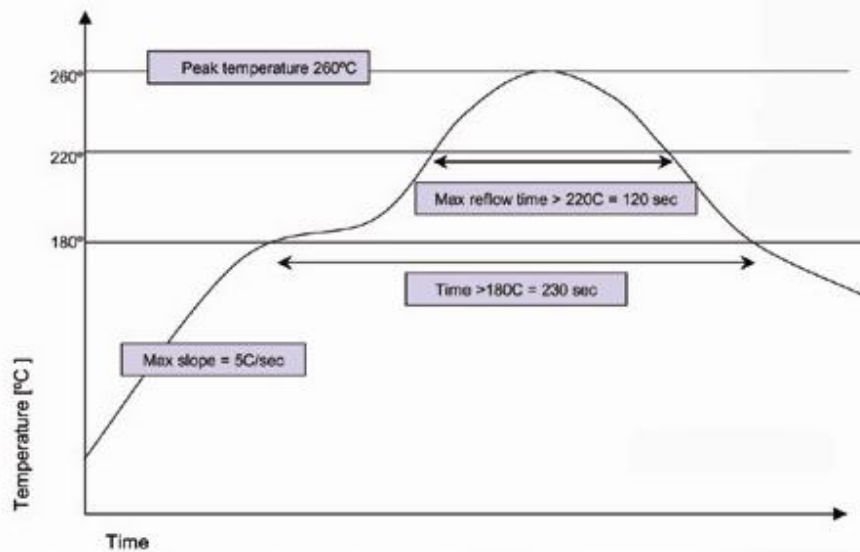 Peak temperature 260ºC
260º
220º
Max reflow time > 220C = 120 sec
180º
Time >180C = 230 sec
Max slope = 5C/sec
Temperature [ºC ]
Time